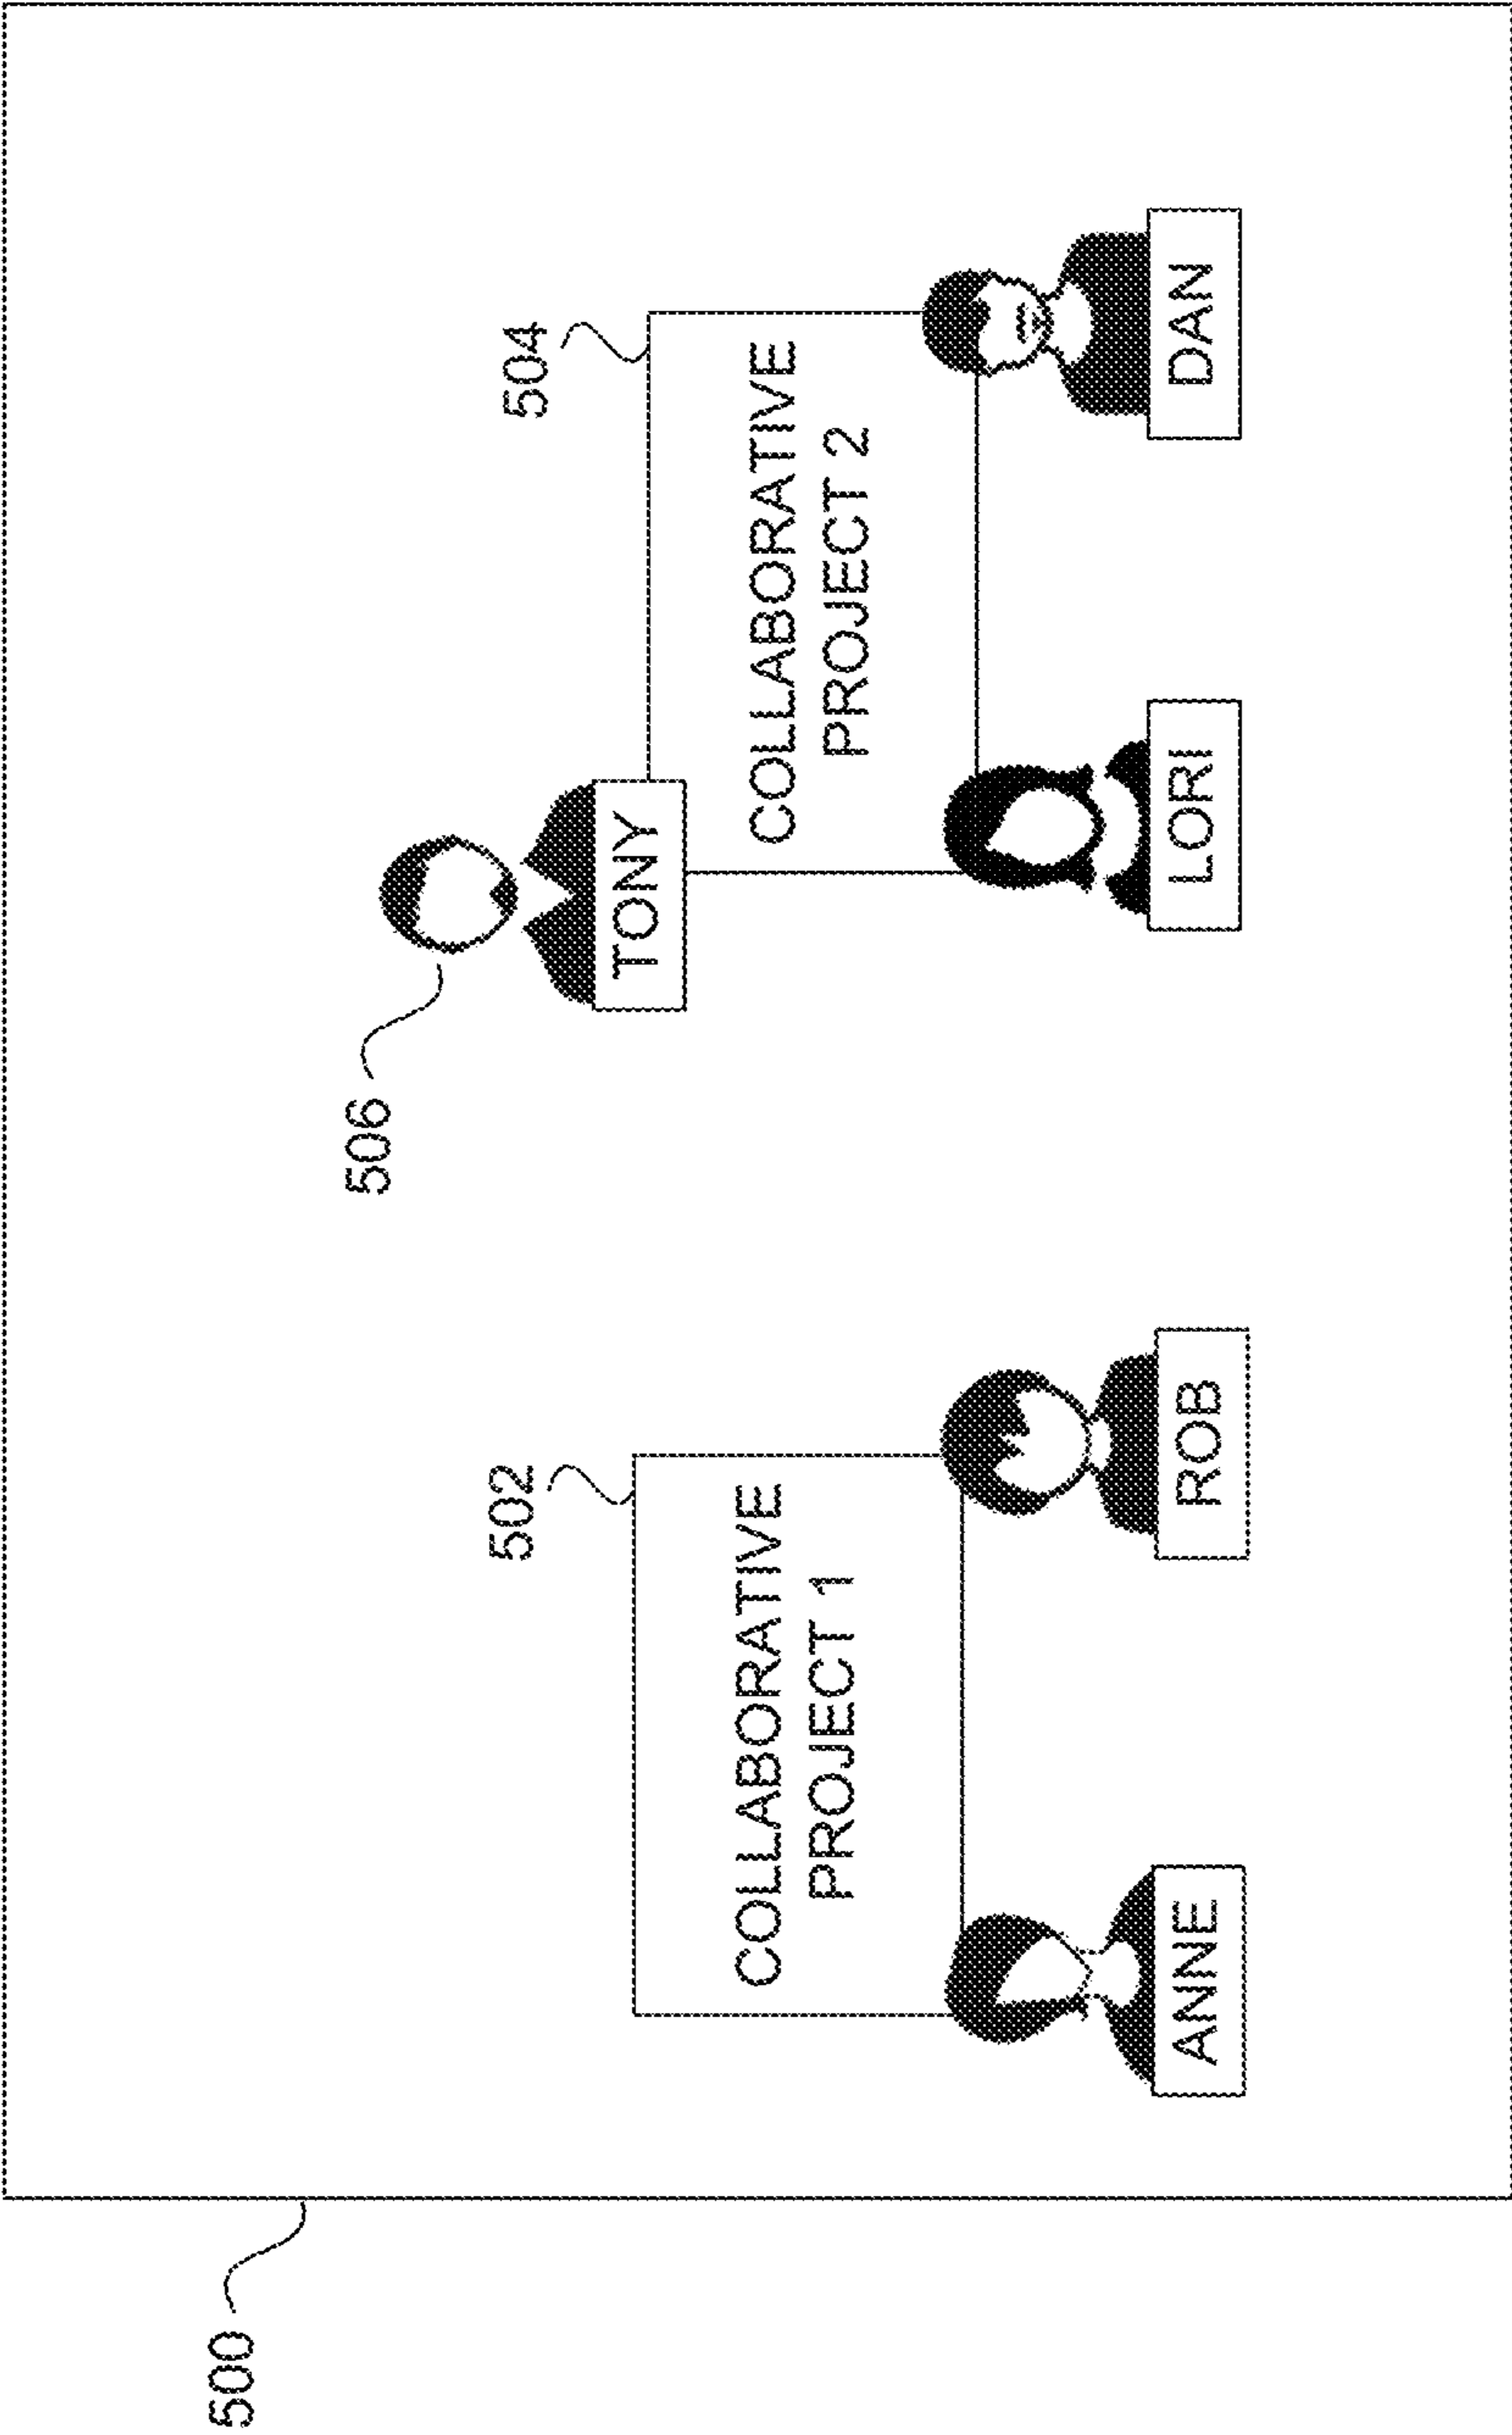 500
506
TONY
502
504
COLLABORATIVE
PROJECT 1
COLLABORATIVE
PROJECT 2
ANNE
ROB
LORI
DAN